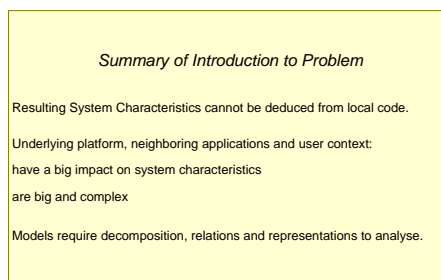 Summary of Introduction to Problem
Resulting System Characteristics cannot be deduced from local code.
Underlying platform, neighboring applications and user context:
have a big impact on system characteristics
are big and complex
Models require decomposition, relations and representations to analyse.